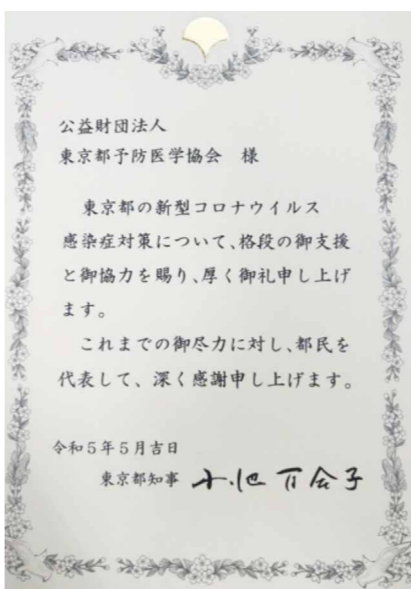 公益財団法人
東京都予防医学協会　様
東京都の新型コロナウイルス
感染症対策について、格段の御支援
と御協力を賜り、厚く御礼申し上げ
ます。
これまでの御尽力に対し、都民を
代表して、深く感謝申し上げます。
令和５年５月吉日
東京都知事 小池百合子